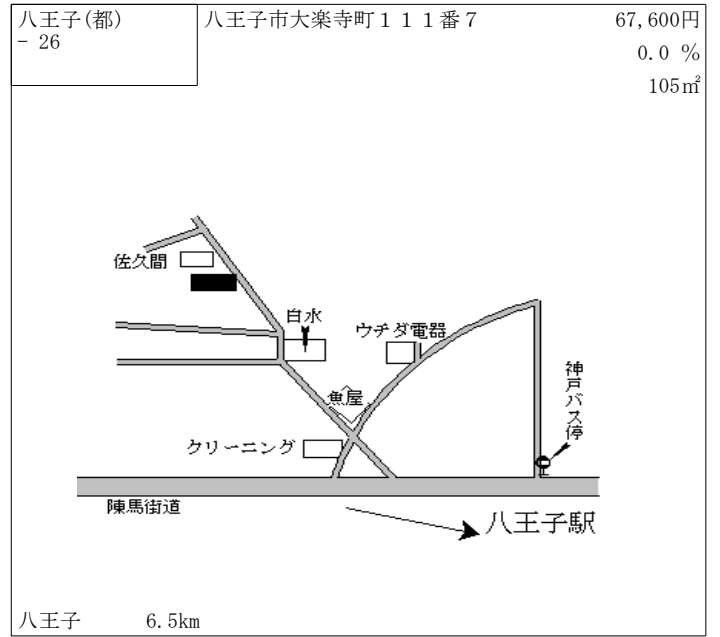 八王子(都)
- 26
八王子市大楽寺町１１１番７
67,600円
0.0 %
105㎡
佐久間
白水
ウチダ電器
魚屋
神戸バス停
クリーニング
陳馬街道
八王子駅
八王子 6.5km